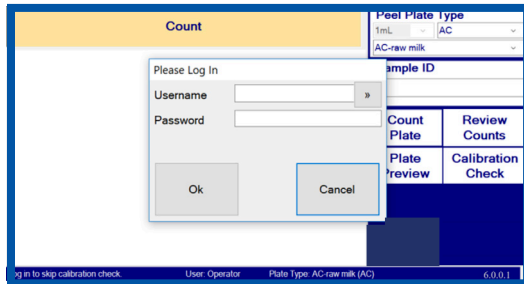 Count
Peel Plate Type
1mL AC
AC-raw milk
Sample ID
Please Log In
Username »
Password
Ok Cancel
Count Plate
Review Counts
Plate Preview
Calibration Check
in to skip calibration check. User: Operator Plate Type: AC-raw milk (AC) 6.0.0.1